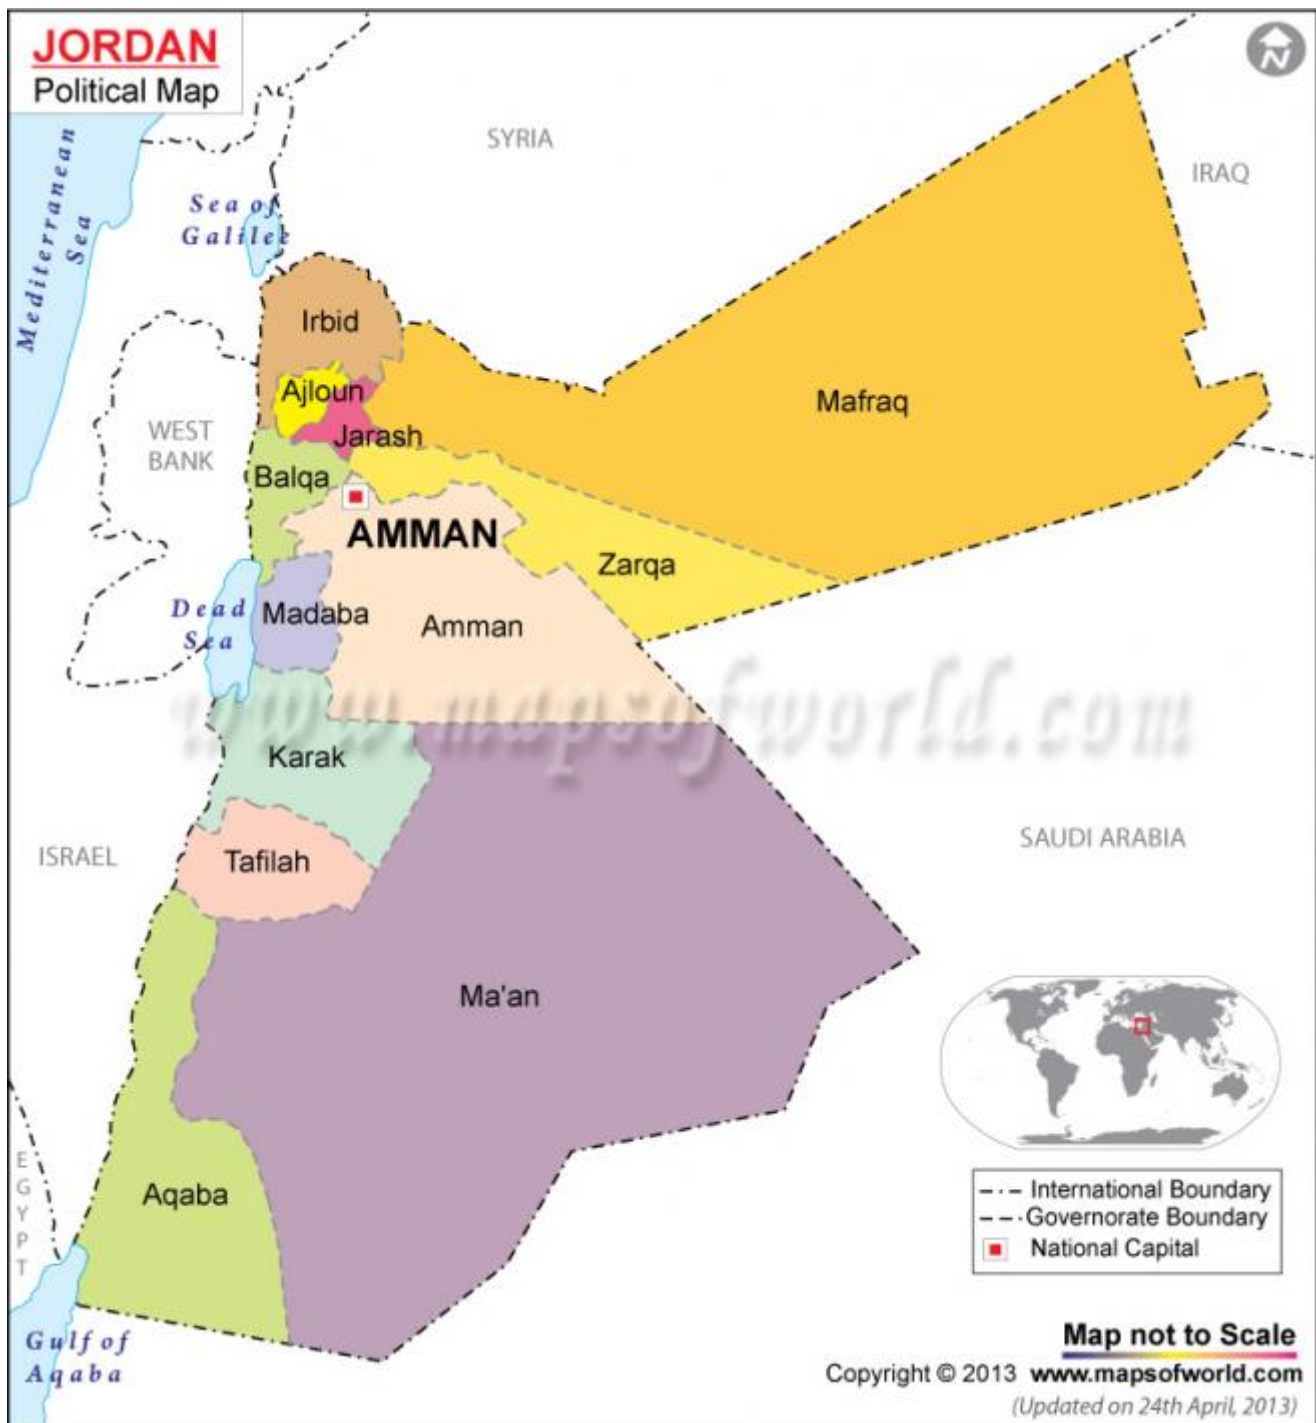 JORDAN
Political Map
SYRIA
IRAQ
Mediterranean
Sea
Sea of
Galilee
Irbid
Ajloun
Jarash
Mafraq
WEST
BANK
Balqa
AMMAN
Zarqa
Dead
Sea
Madaba
Amman
www.mapsofworld.com
Karak
ISRAEL
Tafilah
SAUDI ARABIA
Ma'an
Aqaba
EGYPT
Gulf of
Aqaba
International Boundary
Governorate Boundary
National Capital
N
Map not to Scale
Copyright © 2013 www.mapsofworld.com
(Updated on 24th April, 2013)